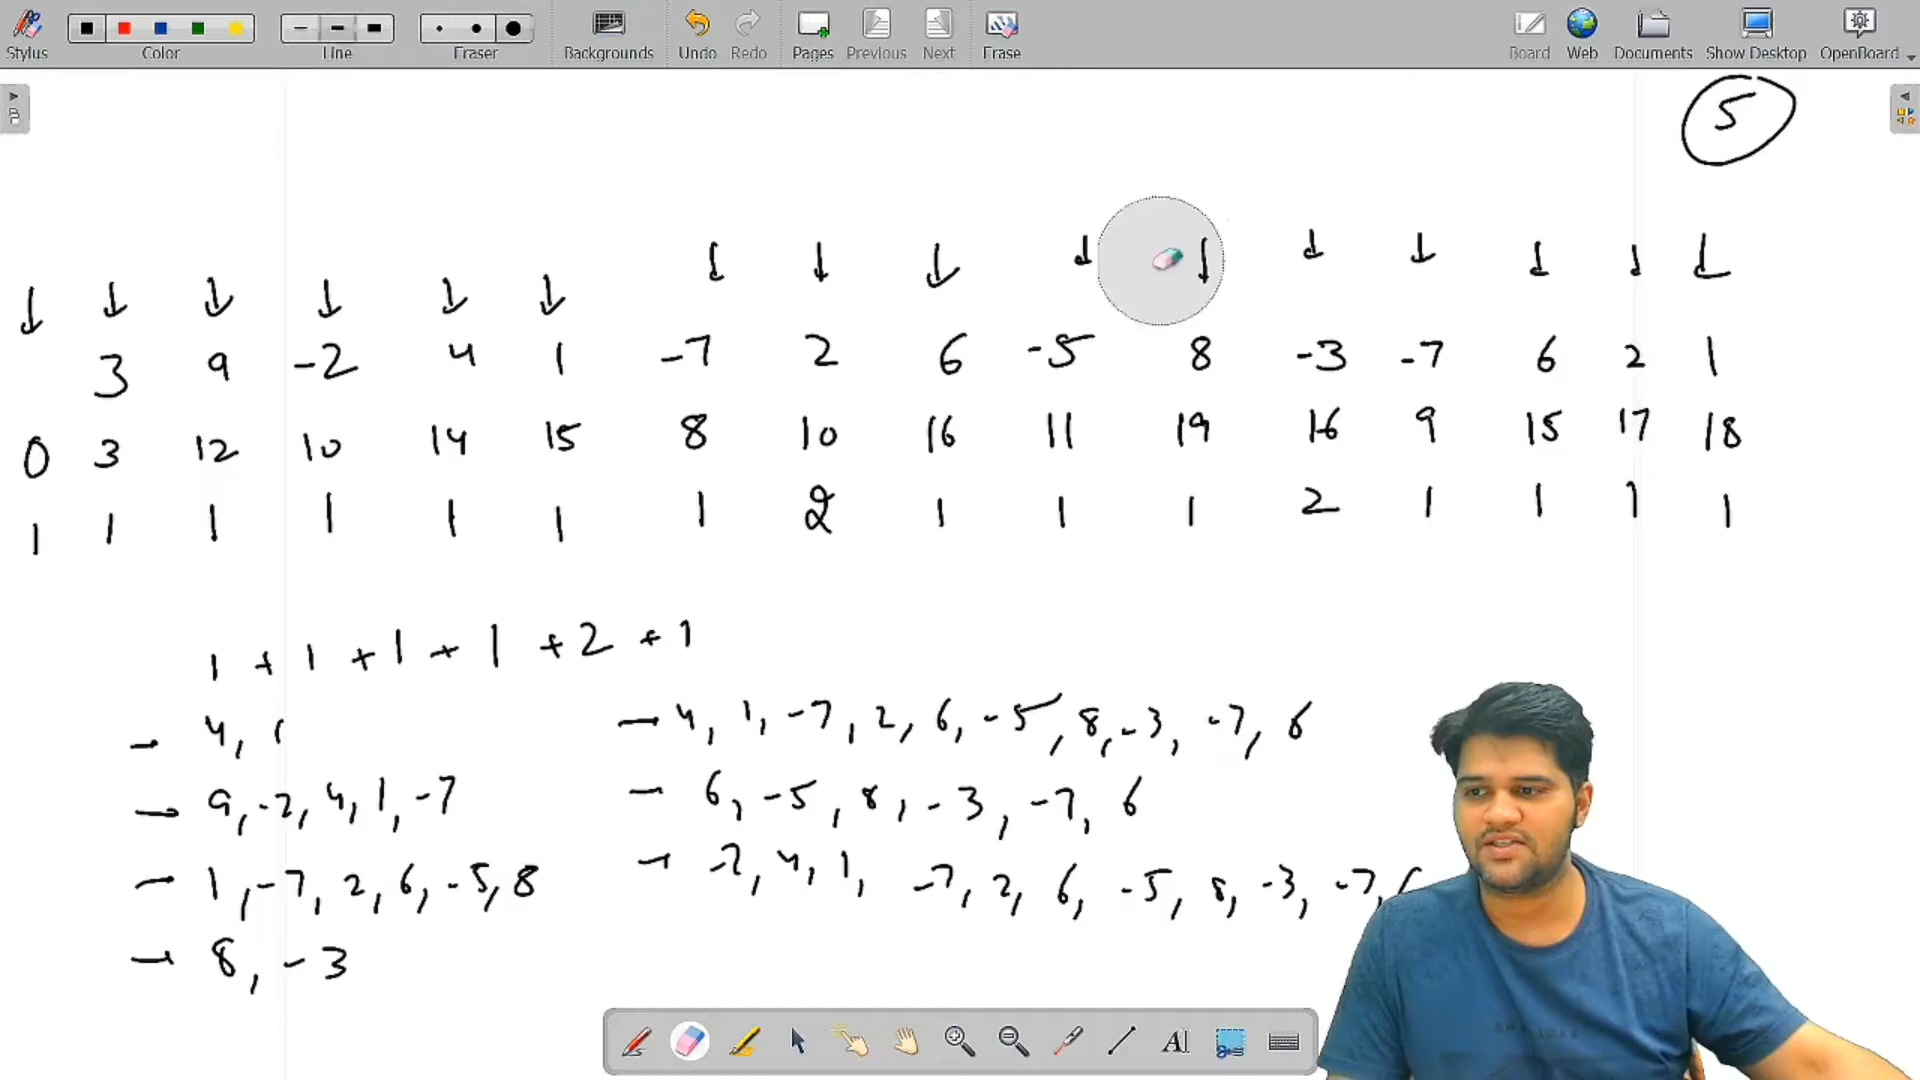 Stylus Color Line Eraser Backgrounds Undo Redo Pages Previous Next Erase Board Web Documents Show Desktop OpenBoard
5
3 9 -2 4 1 -7 2 6 -5 8 -3 -7 6 2 1
0 3 12 10 14 15 8 10 16 11 19 16 9 15 17 18
1 1 1 1 1 1 1 2 1 1 1 2 1 1 1 1
1 + 1 + 1 + 1 + 2 + 1
- 4, 1
- 9, -2, 4, 1, -7
- 1, -7, 2, 6, -5, 8
- 8, -3
- 4, 1, -7, 2, 6, -5, 8, -3, -7, 6
- 6, -5, 8, -3, -7, 6
- -2, 4, 1, -7, 2, 6, -5, 8, -3, -7, 6